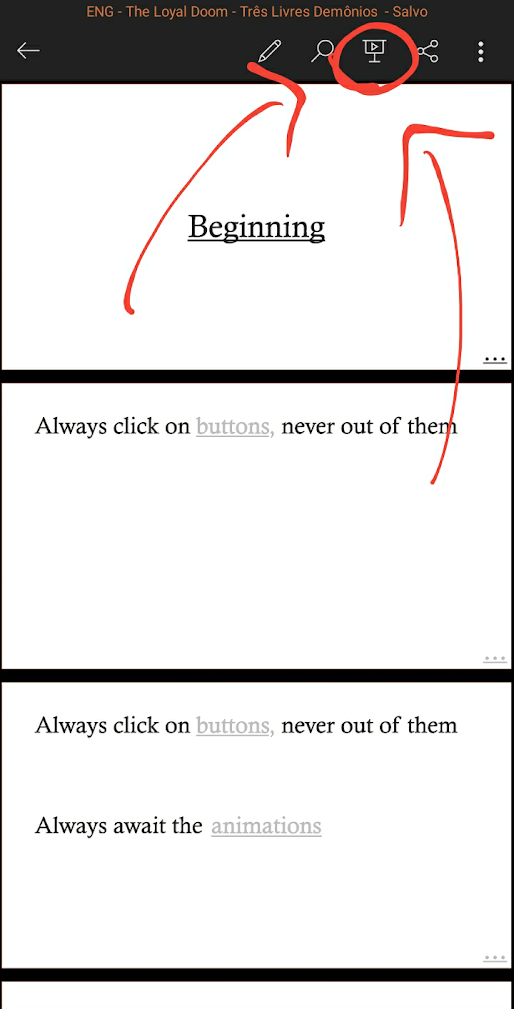 ENG - The Loyal Doom - Três Livres Demônios - Salvo
Beginning
...
Always click on buttons, never out of them
...
Always click on buttons, never out of them
Always await the animations
...